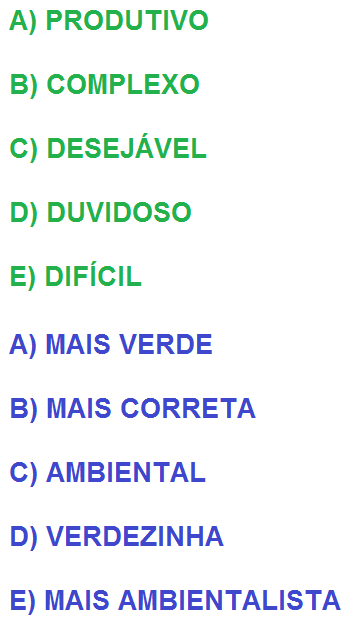 A) PRODUTIVO
B) COMPLEXO
C) DESEJÁVEL
D) DUVIDOSO
E) DIFÍCIL
A) MAIS VERDE
B) MAIS CORRETA
C) AMBIENTAL
D) VERDEZINHA
E) MAIS AMBIENTALISTA